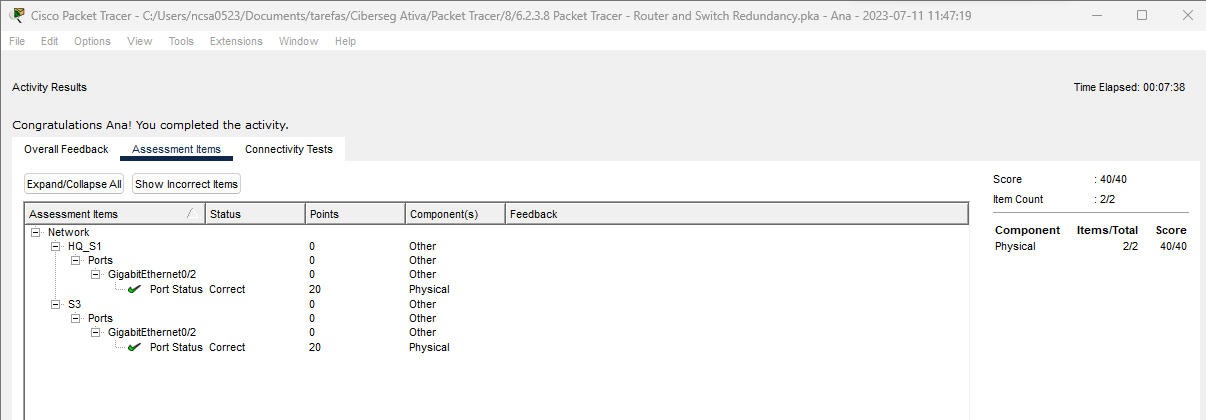 Cisco Packet Tracer - C:/Users/ncsa0523/Documents/tarefas/Ciberseg Ativa/Packet Tracer/8/6.2.3.8 Packet Tracer - Router and Switch Redundancy.pka - Ana - 2023-07-11 11:47:19
File Edit Options View Tools Extensions Window Help
Activity Results Time Elapsed: 00:07:38
Congratulations Ana! You completed the activity.
Overall Feedback Assessment Items Connectivity Tests
Expand/Collapse All Show Incorrect Items
Score : 40/40
Item Count : 2/2
Component Items/Total Score
Physical 2/2 40/40
Assessment Items Status Points Component(s) Feedback
Network
HQ_S1 0 Other
Ports 0 Other
GigabitEthernet0/2 0 Other
Port Status Correct 20 Physical
S3 0 Other
Ports 0 Other
GigabitEthernet0/2 0 Other
Port Status Correct 20 Physical